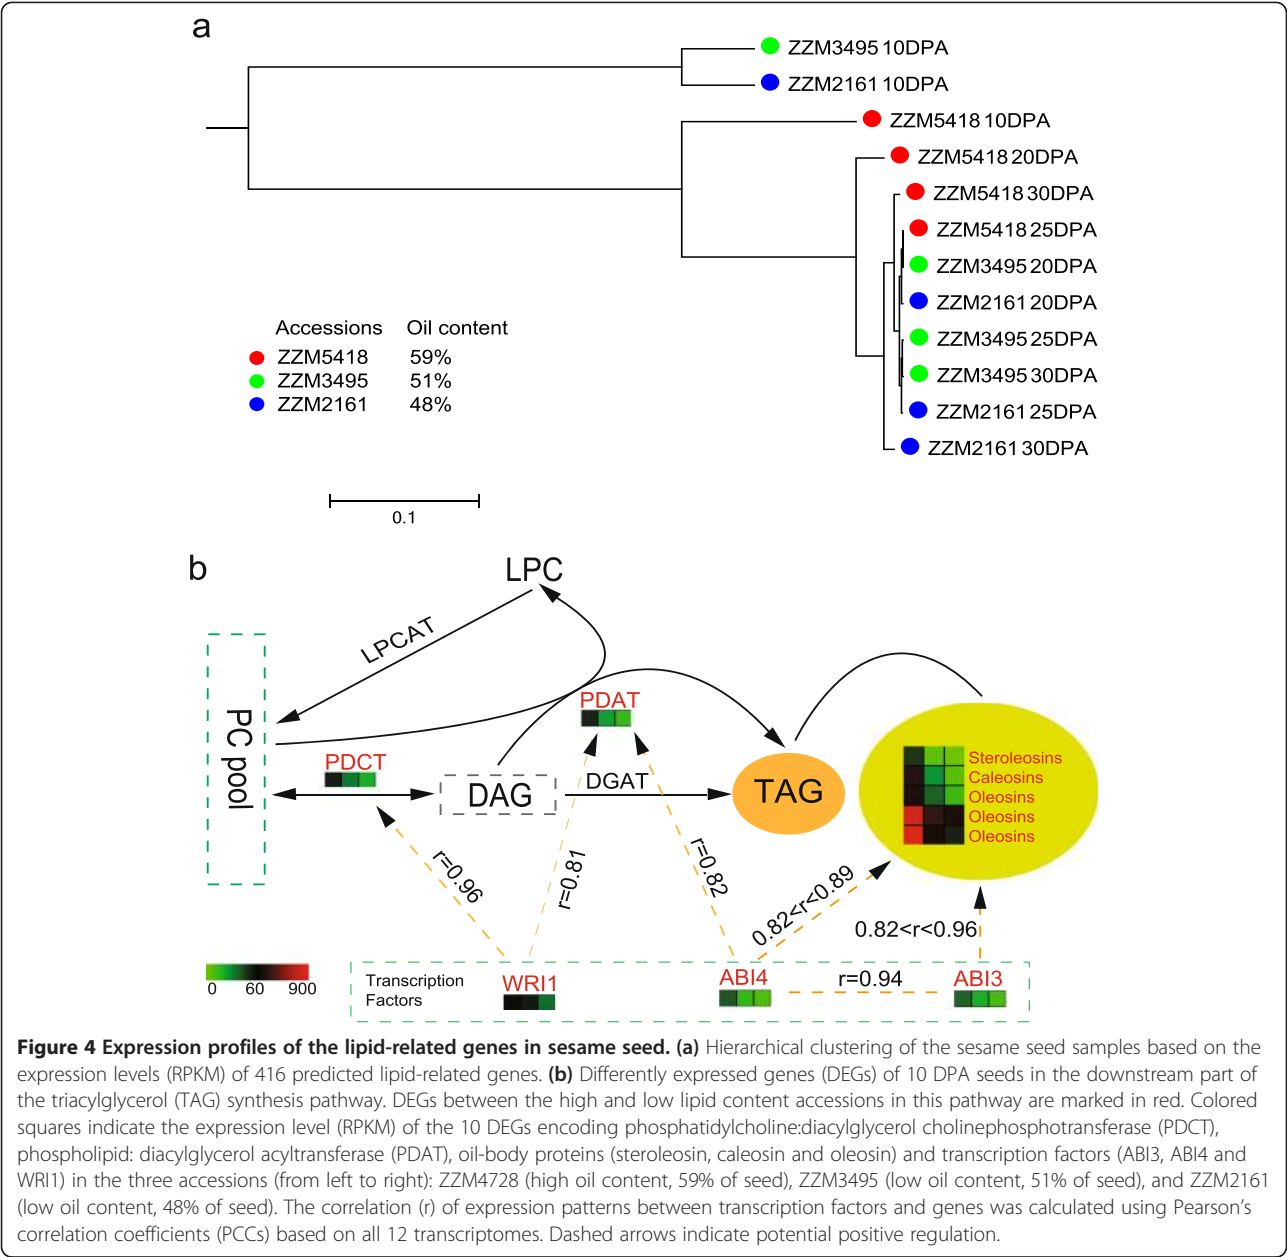 a
ZZM3495 10DPA
ZZM2161 10DPA
ZZM5418 10DPA
ZZM5418 20DPA
ZZM5418 30DPA
ZZM5418 25DPA
ZZM3495 20DPA
ZZM2161 20DPA
ZZM3495 25DPA
ZZM3495 30DPA
ZZM2161 25DPA
ZZM2161 30DPA
Accessions Oil content
ZZM5418 59%
ZZM3495 51%
ZZM2161 48%
0.1
b
LPC
LPCAT
PC pool
PDAT
PDCT
DAG
DGAT
TAG
Steroleosins
Caleosins
Oleosins
Oleosins
Oleosins
r=0.96
r=0.81
r=0.82
0.82<r<0.89
0.82<r<0.96
0 60 900
Transcription
Factors
WRI1
ABI4
r=0.94
ABI3
Figure 4 Expression profiles of the lipid-related genes in sesame seed. (a) Hierarchical clustering of the sesame seed samples based on the
expression levels (RPKM) of 416 predicted lipid-related genes. (b) Differently expressed genes (DEGs) of 10 DPA seeds in the downstream part of
the triacylglycerol (TAG) synthesis pathway. DEGs between the high and low lipid content accessions in this pathway are marked in red. Colored
squares indicate the expression level (RPKM) of the 10 DEGs encoding phosphatidylcholine:diacylglycerol cholinephosphotransferase (PDCT),
phospholipid: diacylglycerol acyltransferase (PDAT), oil-body proteins (steroleosin, caleosin and oleosin) and transcription factors (ABI3, ABI4 and
WRI1) in the three accessions (from left to right): ZZM4728 (high oil content, 59% of seed), ZZM3495 (low oil content, 51% of seed), and ZZM2161
(low oil content, 48% of seed). The correlation (r) of expression patterns between transcription factors and genes was calculated using Pearson's
correlation coefficients (PCCs) based on all 12 transcriptomes. Dashed arrows indicate potential positive regulation.